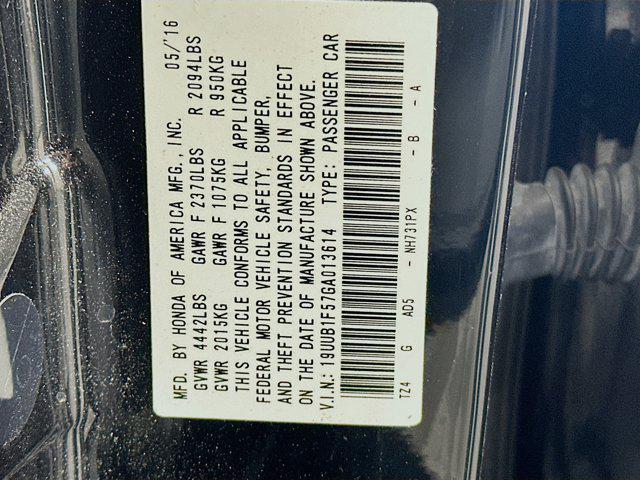 MFD. BY HONDA OF AMERICA MFG., INC. 05/'16
GVWR 4442LBS GAWR F 2370LBS R 2094LBS
GVWR 2015KG GAWR F 1075KG R 950KG
THIS VEHICLE CONFORMS TO ALL APPLICABLE
FEDERAL MOTOR VEHICLE SAFETY, BUMPER,
AND THEFT PREVENTION STANDARDS IN EFFECT
ON THE DATE OF MANUFACTURE SHOWN ABOVE.
V.I.N.: 19UUB1F57GA013614 TYPE: PASSENGER CAR
TZ4 G AD5 - NH731PX - B - A